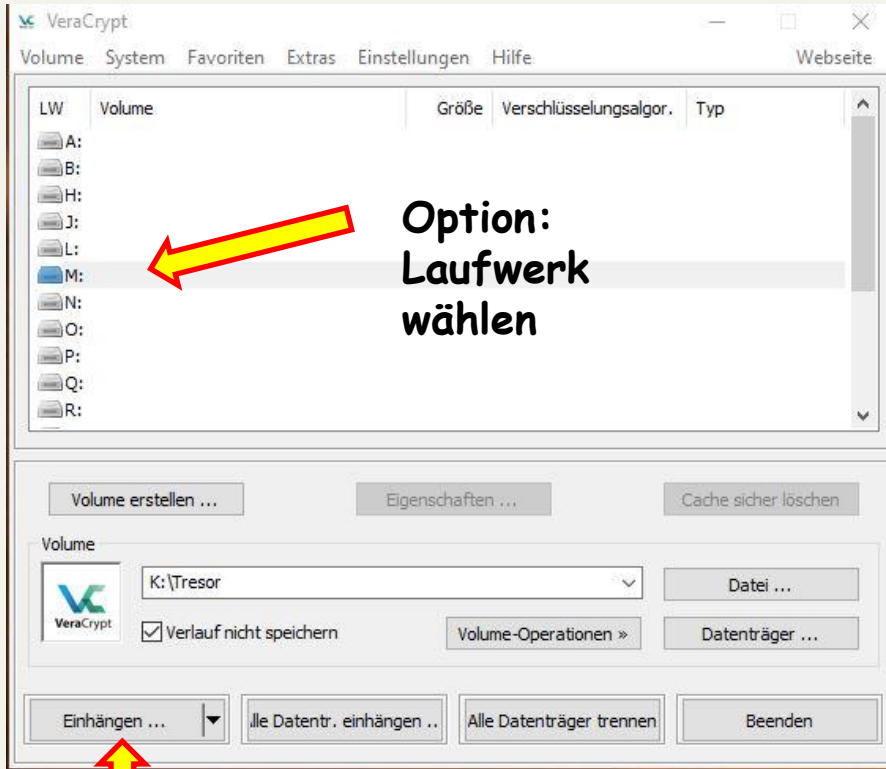 VeraCrypt
Volume System Favoriten Extras Einstellungen Hilfe Webseite
LW Volume Größe Verschlüsselungsalgor. Typ
A:
B:
H:
J:
L:
M:
N:
O:
P:
Q:
R:
Option:
Laufwerk
wählen
Volume erstellen ... Eigenschaften ... Cache sicher löschen
Volume
VeraCrypt
K:\Tresor
Datei ...
Verlauf nicht speichern
Volume-Operationen »
Datenträger ...
Einhängen ... lle Datentr. einhängen .. Alle Datenträger trennen Beenden